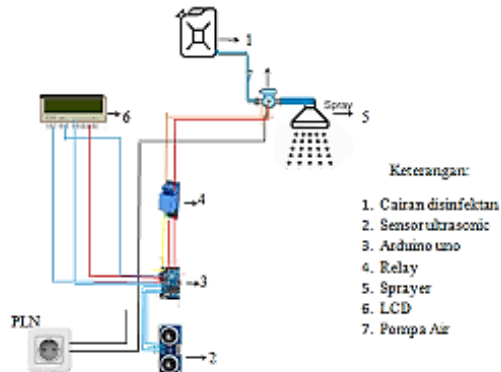 1
Spray
5
6
4
3
PLN
2
Keterangan:
1. Cairan disinfektan
2. Sensor ultrasonic
3. Arduino uno
4. Relay
5. Sprayer
6. LCD
7. Pompa Air